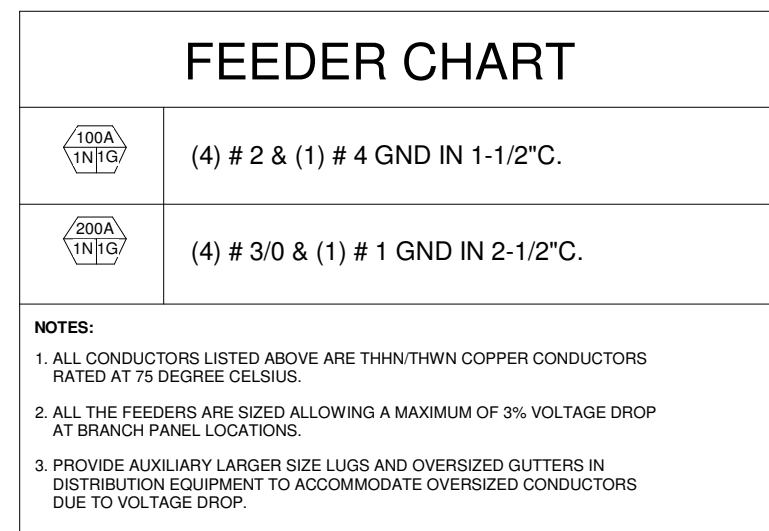 FEEDER CHART
100A
1N 1G
(4) # 2 & (1) # 4 GND IN 1-1/2"C.
200A
1N 1G
(4) # 3/0 & (1) # 1 GND IN 2-1/2"C.
NOTES:
1. ALL CONDUCTORS LISTED ABOVE ARE THHN/THWN COPPER CONDUCTORS
RATED AT 75 DEGREE CELSIUS.
2. ALL THE FEEDERS ARE SIZED ALLOWING A MAXIMUM OF 3% VOLTAGE DROP
AT BRANCH PANEL LOCATIONS.
3. PROVIDE AUXILIARY LARGER SIZE LUGS AND OVERSIZED GUTTERS IN
DISTRIBUTION EQUIPMENT TO ACCOMMODATE OVERSIZED CONDUCTORS
DUE TO VOLTAGE DROP.